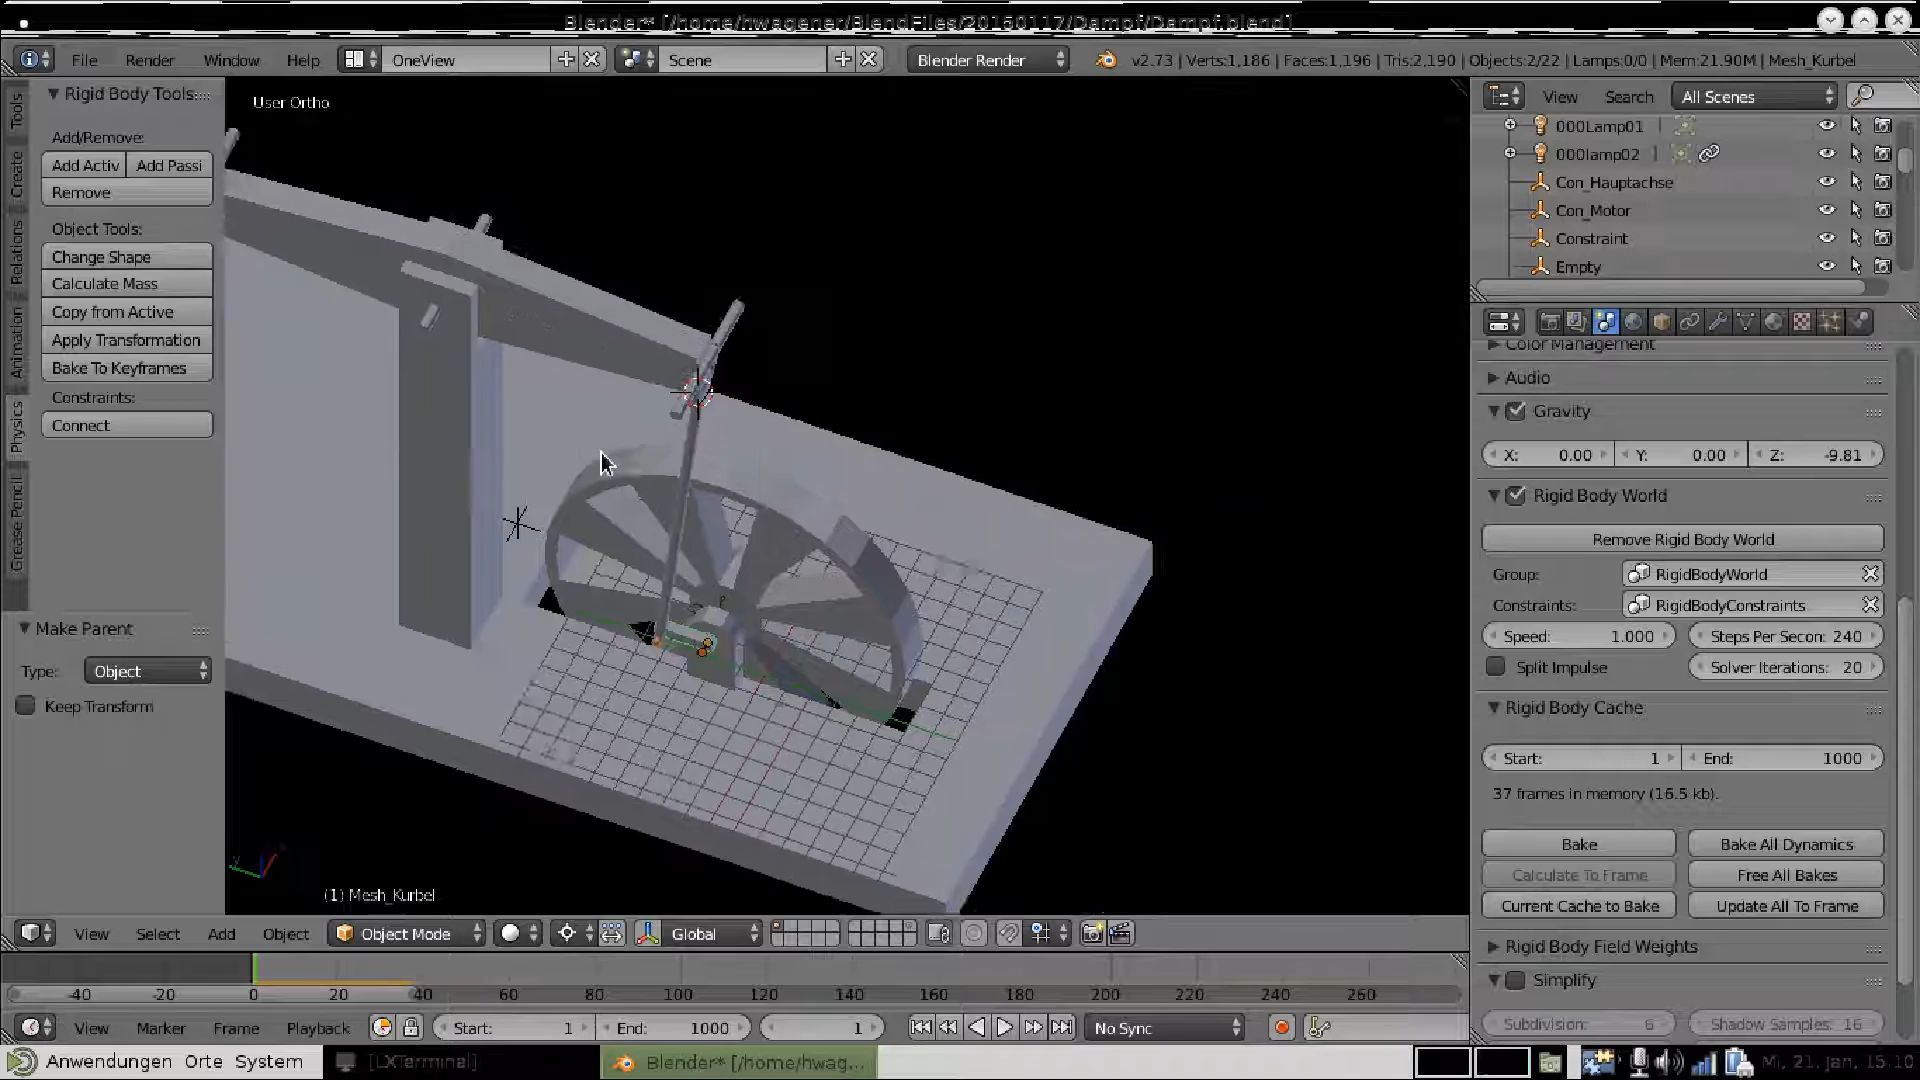 Blender* [/home/hwagener/BlendFiles/20150117/Dampf/Dampf.blend]
File Render Window Help OneView Scene Blender Render v2.73 | Verts:1,186 | Faces:1,196 | Tris:2,190 | Objects:2/22 | Lamps:0/0 | Mem:21.90M | Mesh_Kurbel
Tools
Create
Relations
Animation
Physics
Grease Pencil
Rigid Body Tools
Add/Remove:
Add Activ Add Passi
Remove
Object Tools:
Change Shape
Calculate Mass
Copy from Active
Apply Transformation
Bake To Keyframes
Constraints:
Connect
Make Parent
Type: Object
Keep Transform
User Ortho
(1) Mesh_Kurbel
View Search All Scenes
000Lamp01
000lamp02
Con_Hauptachse
Con_Motor
Constraint
Empty
Color Management
Audio
Gravity
X: 0.00 Y: 0.00 Z: -9.81
Rigid Body World
Remove Rigid Body World
Group: RigidBodyWorld
Constraints: RigidBodyConstraints
Speed: 1.000 Steps Per Secon: 240
Split Impulse Solver Iterations: 20
Rigid Body Cache
Start: 1 End: 1000
37 frames in memory (16.5 kb).
Bake Bake All Dynamics
Calculate To Frame Free All Bakes
Current Cache to Bake Update All To Frame
Rigid Body Field Weights
Simplify
Subdivision: 6 Shadow Samples: 16
View Select Add Object Object Mode Global
-40 -20 0 20 40 60 80 100 120 140 160 180 200 220 240 260
View Marker Frame Playback Start: 1 End: 1000 1 No Sync
Anwendungen Orte System [LXTerminal] Blender* [/home/hwag... Mi, 21. Jan, 15:10